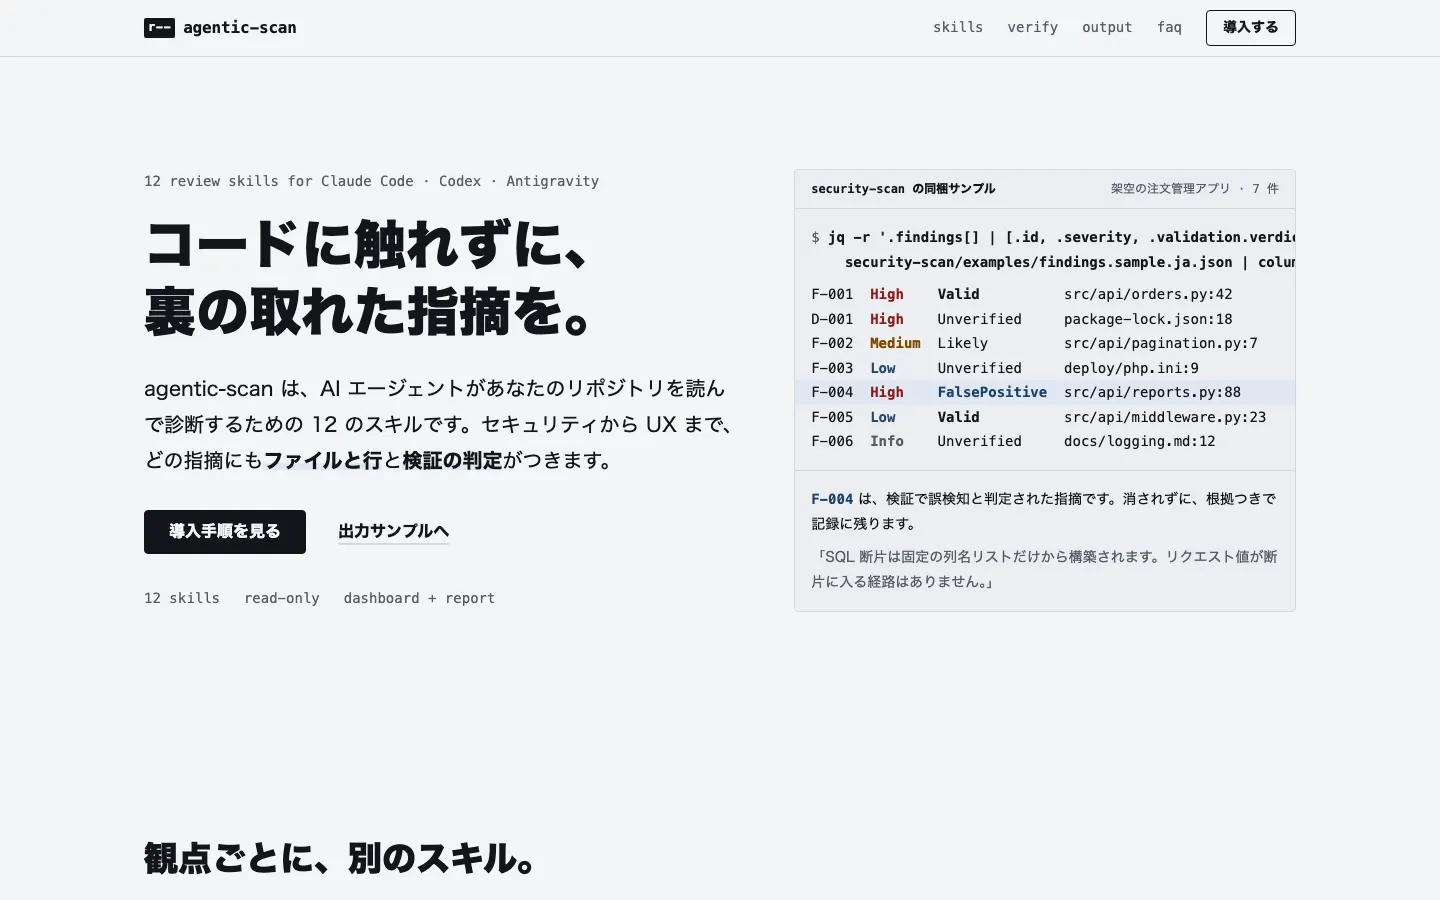 r-- agentic-scan
skills verify output faq 導入する
12 review skills for Claude Code · Codex · Antigravity
コードに触れずに、
裏の取れた指摘を。
agentic-scan は、AI エージェントがあなたのリポジトリを読ん
で診断するための 12 のスキルです。セキュリティから UX まで、
どの指摘にもファイルと行と検証の判定がつきます。
導入手順を見る 出力サンプルへ
12 skills read-only dashboard + report
security-scan の同梱サンプル 架空の注文管理アプリ · 7 件
$ jq -r '.findings[] | [.id, .severity, .validation.verdic
security-scan/examples/findings.sample.ja.json | colum
F-001 High Valid src/api/orders.py:42
D-001 High Unverified package-lock.json:18
F-002 Medium Likely src/api/pagination.py:7
F-003 Low Unverified deploy/php.ini:9
F-004 High FalsePositive src/api/reports.py:88
F-005 Low Valid src/api/middleware.py:23
F-006 Info Unverified docs/logging.md:12
F-004 は、検証で誤検知と判定された指摘です。消されずに、根拠つきで
記録に残ります。
「SQL 断片は固定の列名リストだけから構築されます。リクエスト値が断
片に入る経路はありません。」
観点ごとに、別のスキル。